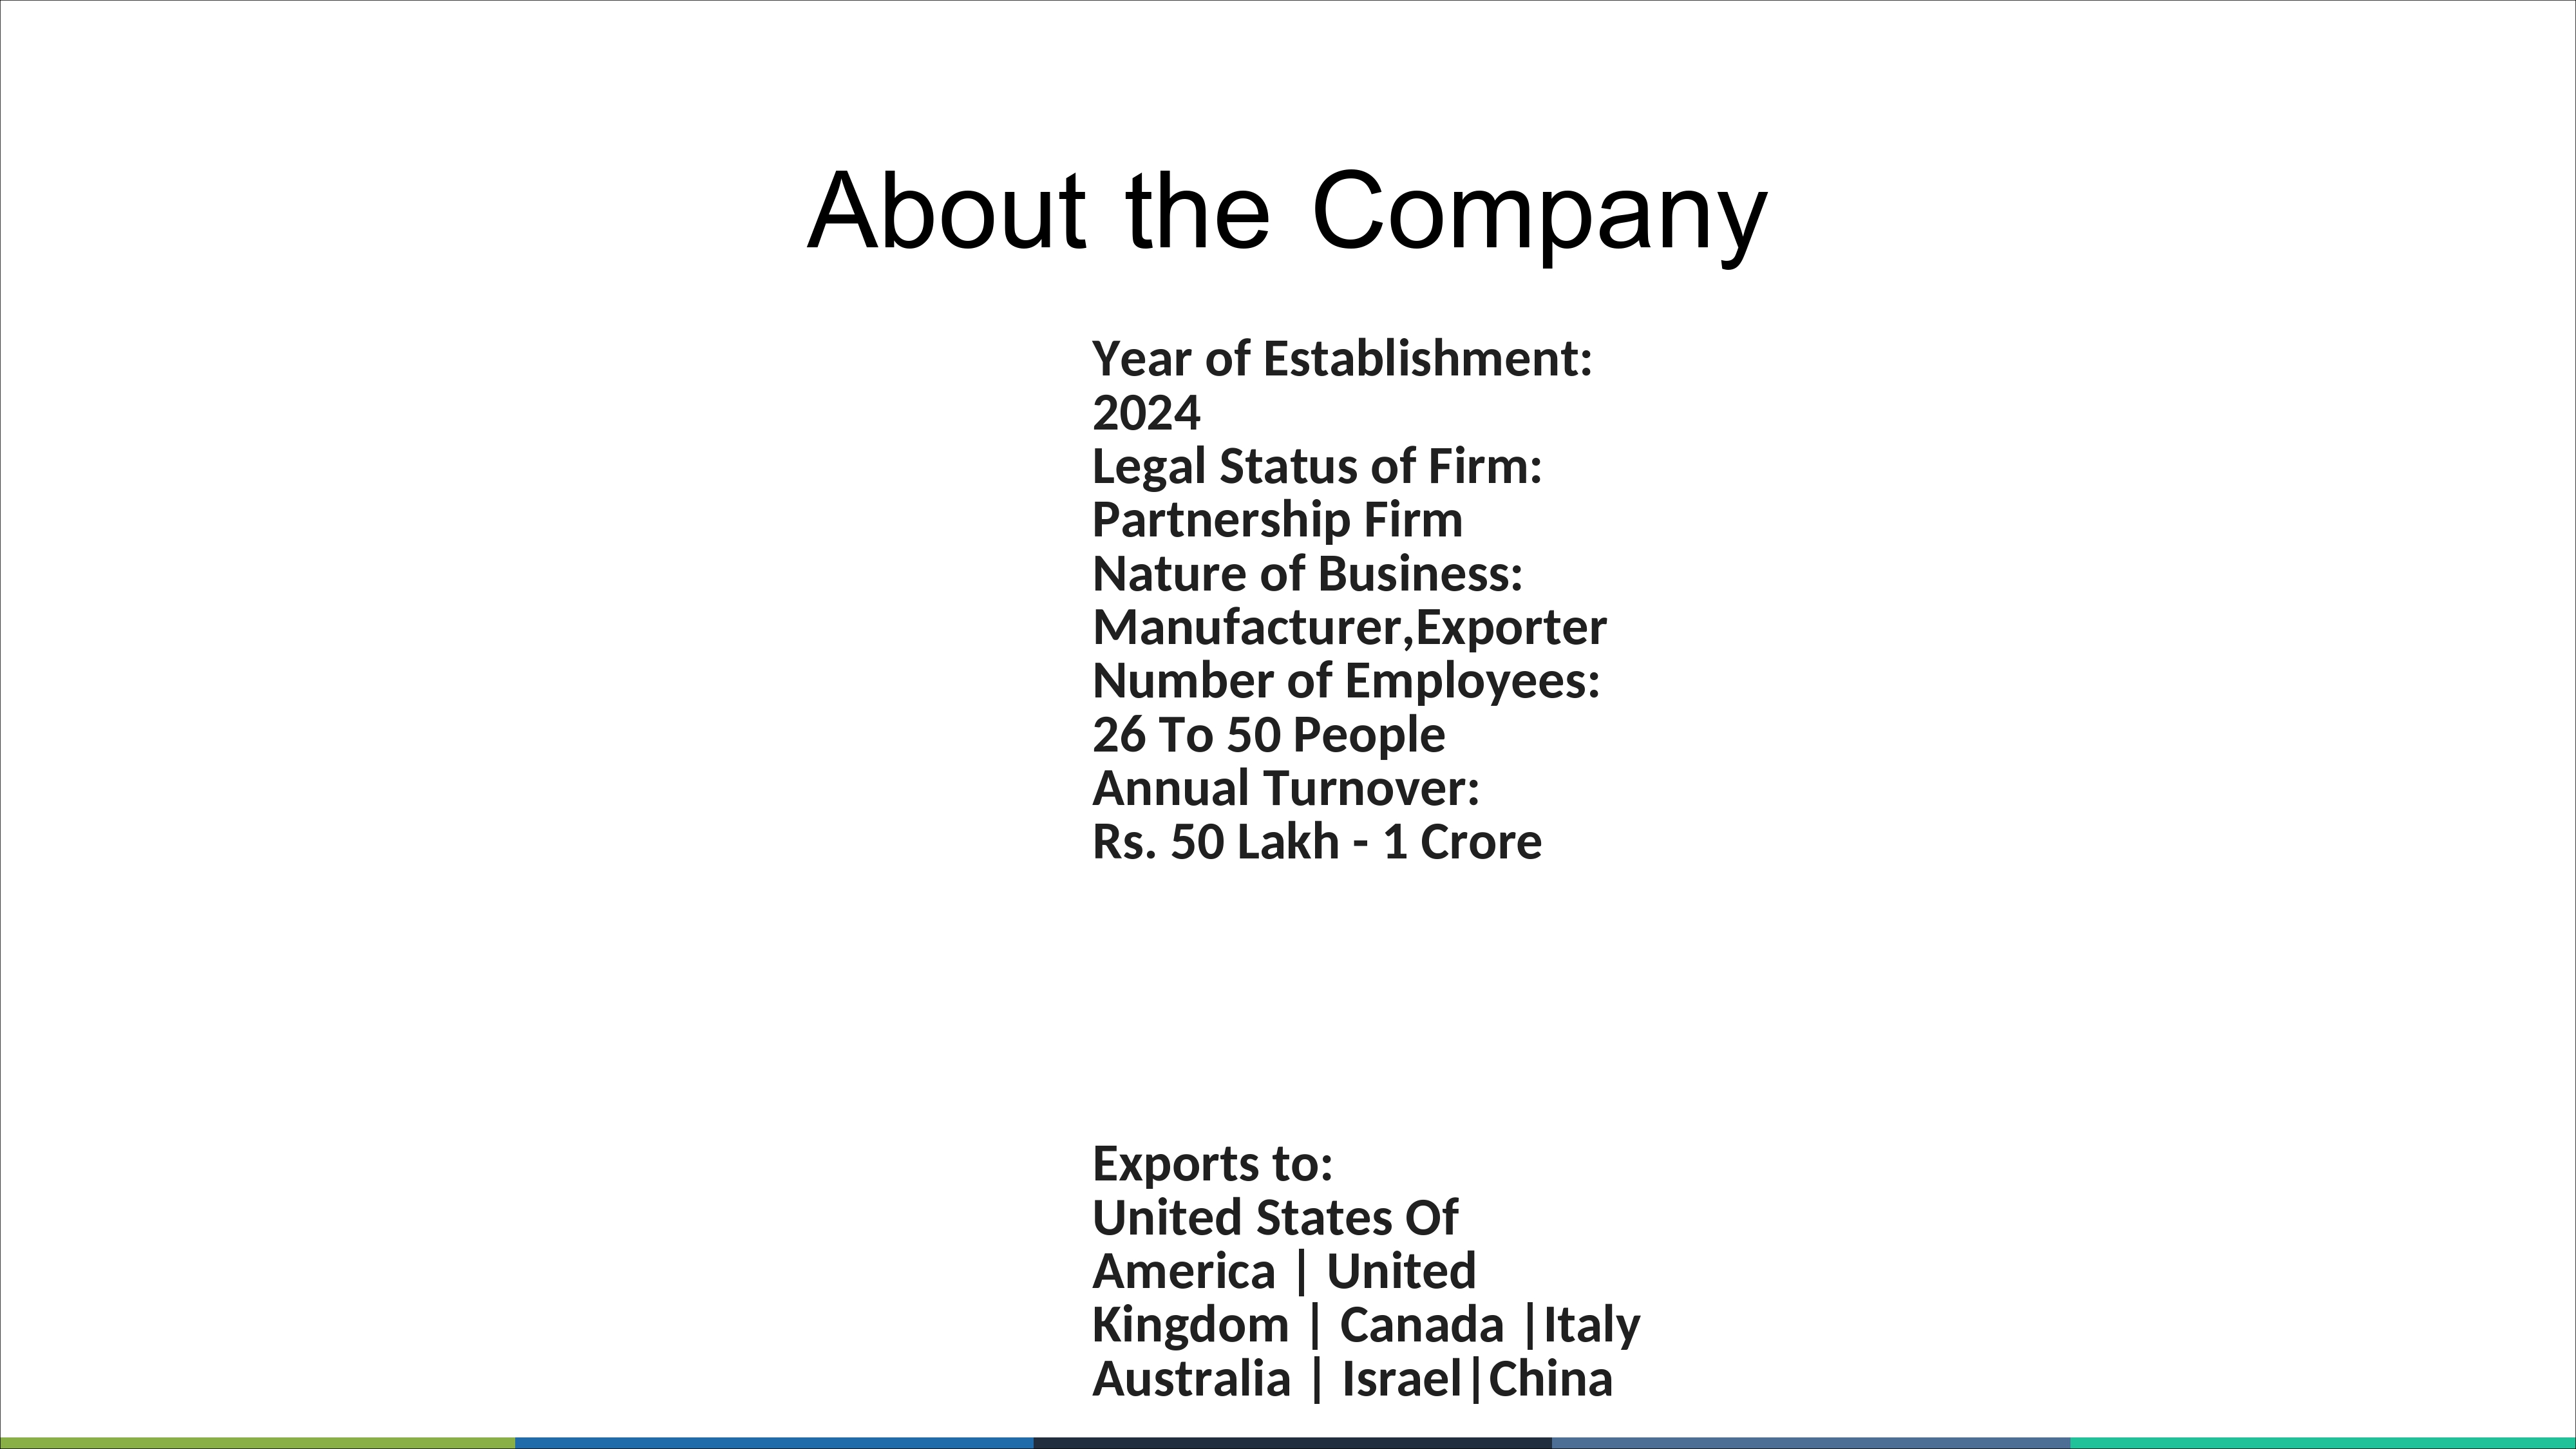 About the Company
Year of Establishment:
2024
Legal Status of Firm:
Partnership Firm
Nature of Business:
Manufacturer,Exporter
Number of Employees:
26 To 50 People
Annual Turnover:
Rs. 50 Lakh - 1 Crore
Exports to:
United States Of
America | United
Kingdom | Canada |Italy
Australia | Israel|China